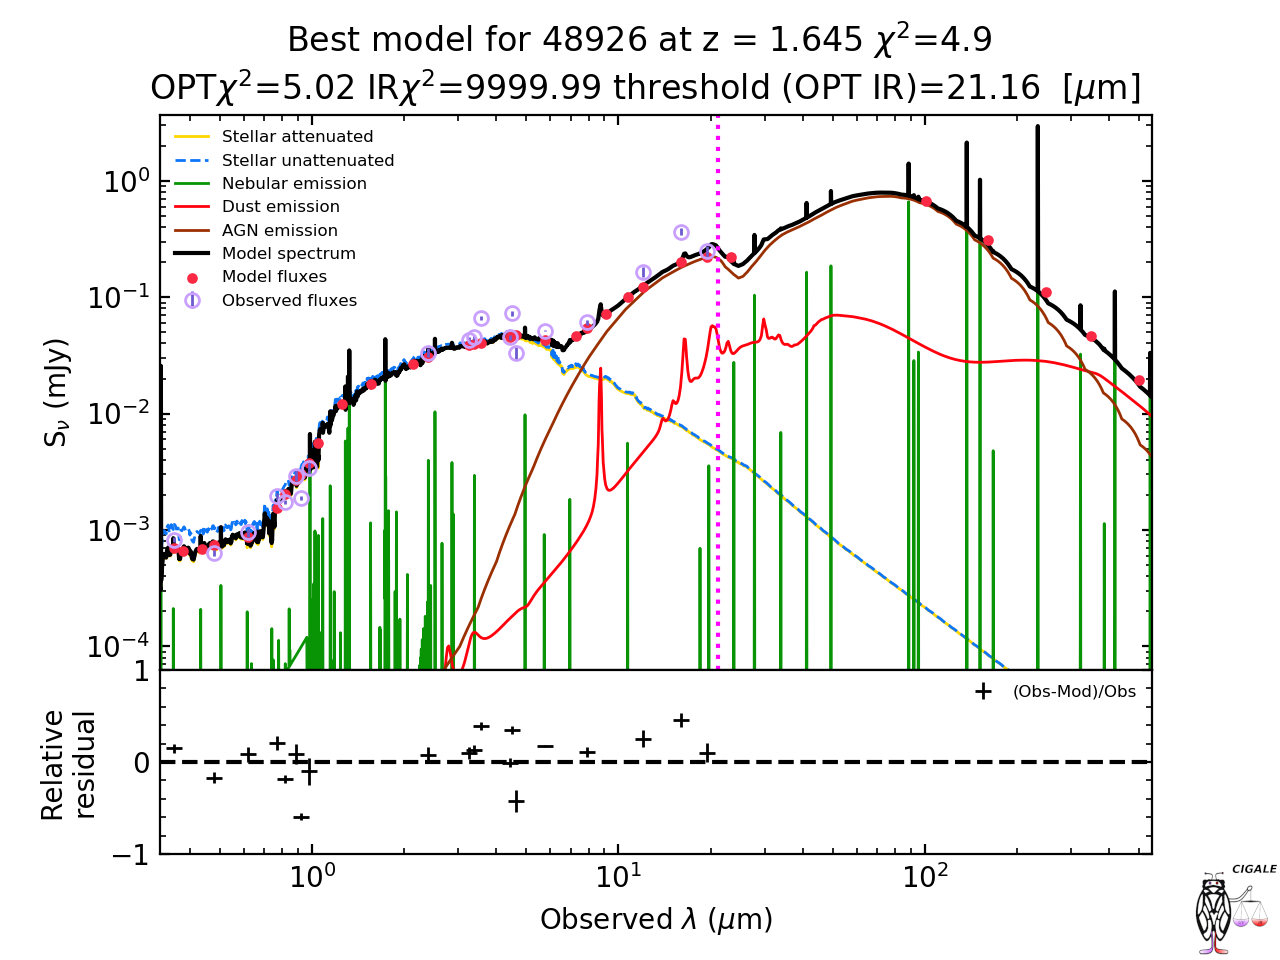 Best model for 48926 at z = 1.645 χ²=4.9
OPTχ²=5.02 IRχ²=9999.99 threshold (OPT IR)=21.16 [μm]
Stellar attenuated
Stellar unattenuated
Nebular emission
Dust emission
AGN emission
Model spectrum
Model fluxes
Observed fluxes
10⁰
10⁻¹
10⁻²
10⁻³
10⁻⁴
S_ν (mJy)
1
0
−1
Relative
residual
(Obs-Mod)/Obs
10⁰ 10¹ 10²
Observed λ (μm)
CIGALE